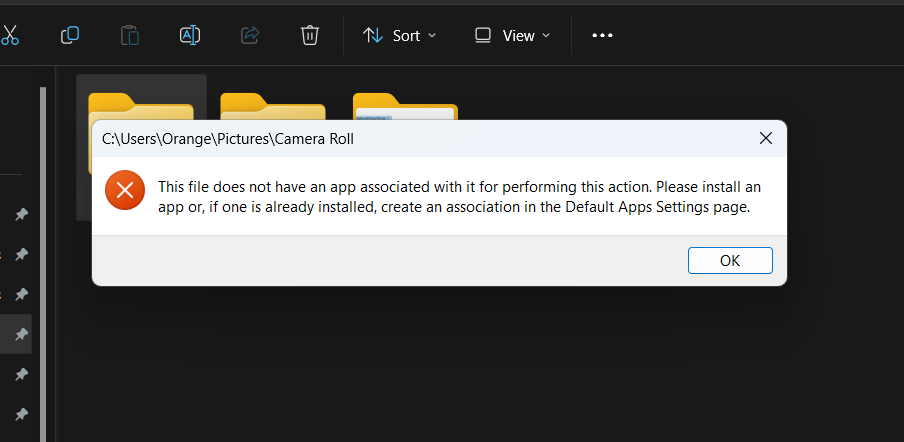 Sort
View
C:\Users\Orange\Pictures\Camera Roll
This file does not have an app associated with it for performing this action. Please install an
app or, if one is already installed, create an association in the Default Apps Settings page.
OK